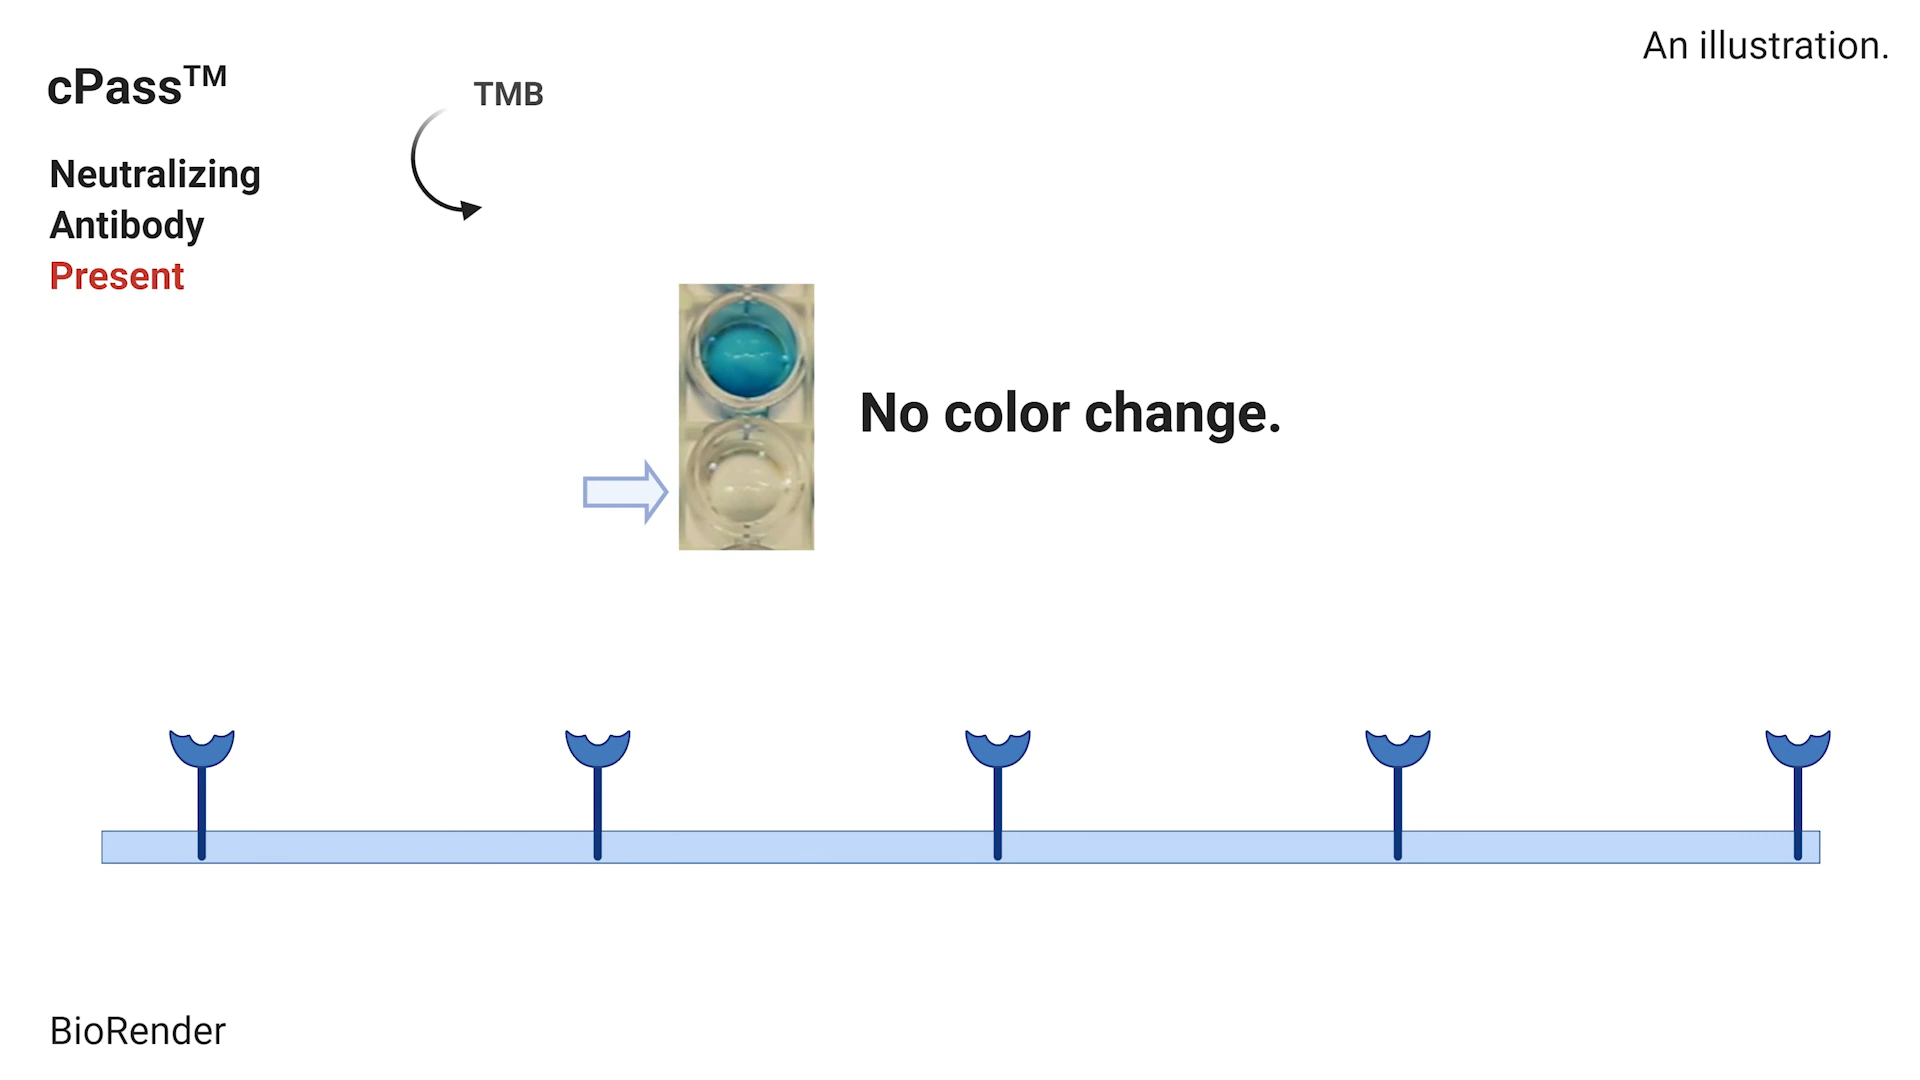 An illustration.
cPass™
TMB
Neutralizing
Antibody
Present
No color change.
BioRender